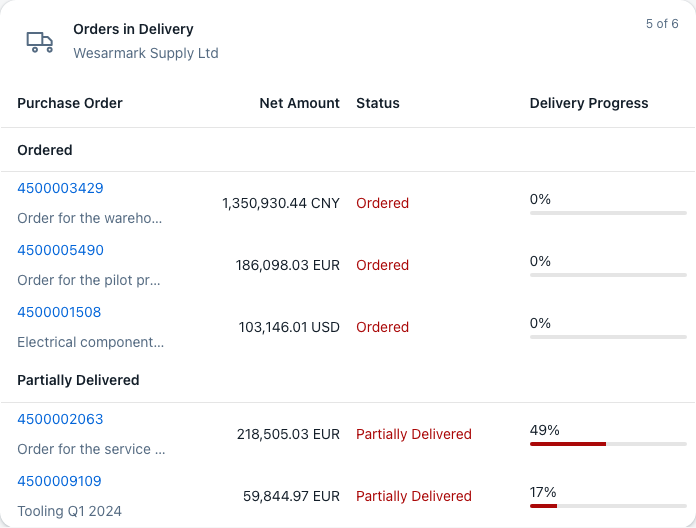 Orders in Delivery
5 of 6
Wesarmark Supply Ltd
Purchase Order Net Amount Status Delivery Progress
Ordered
4500003429
Order for the wareho...
1,350,930.44 CNY Ordered 0%
4500005490
Order for the pilot pr...
186,098.03 EUR Ordered 0%
4500001508
Electrical component...
103,146.01 USD Ordered 0%
Partially Delivered
4500002063
Order for the service ...
218,505.03 EUR Partially Delivered 49%
4500009109
Tooling Q1 2024
59,844.97 EUR Partially Delivered 17%